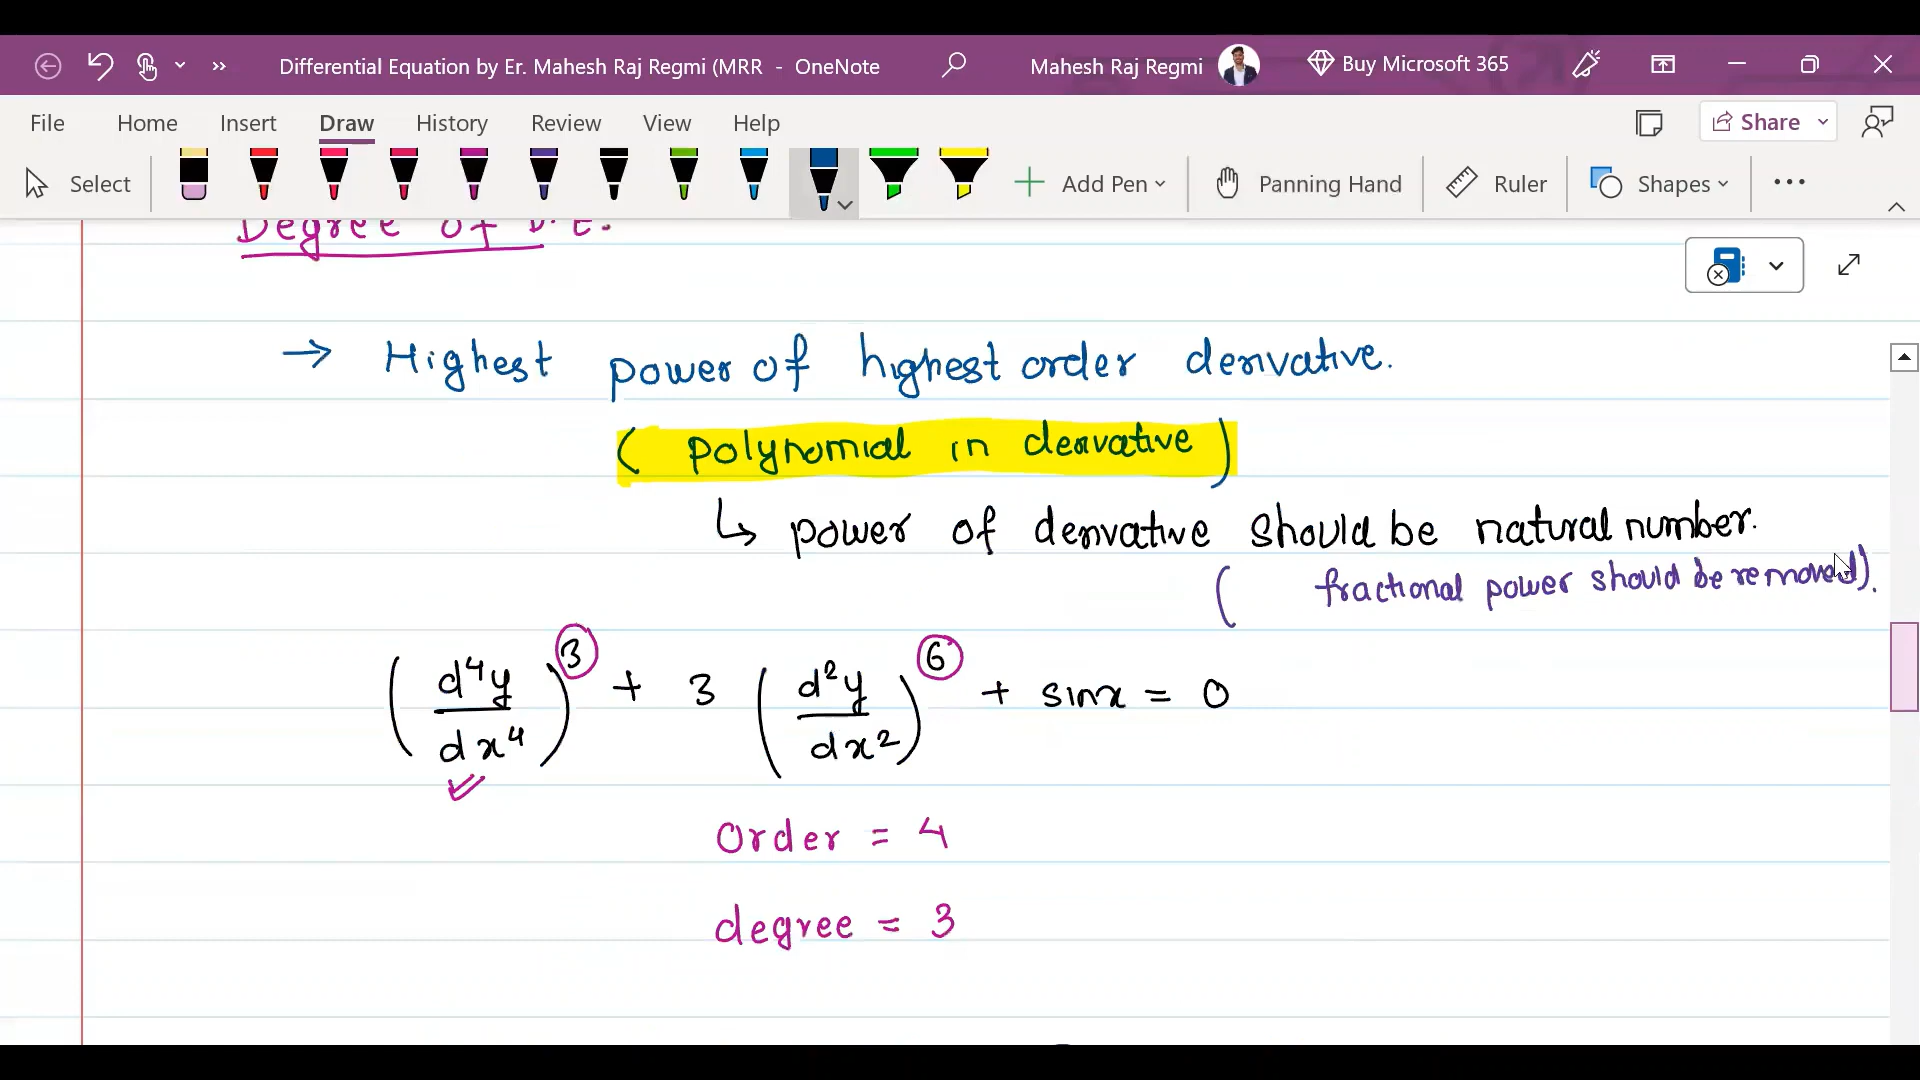 Differential Equation by Er. Mahesh Raj Regmi (MRR - OneNote
Mahesh Raj Regmi
Buy Microsoft 365
File Home Insert Draw History Review View Help Share
Select Add Pen Panning Hand Ruler Shapes
Degree of D.E.
→ Highest power of highest order derivative.
( polynomial in derivative )
↳ power of derivative should be natural number.
( fractional power should be removed).
(d⁴y/dx⁴)³ + 3 (d²y/dx²)⁶ + sinx = 0
Order = 4
degree = 3